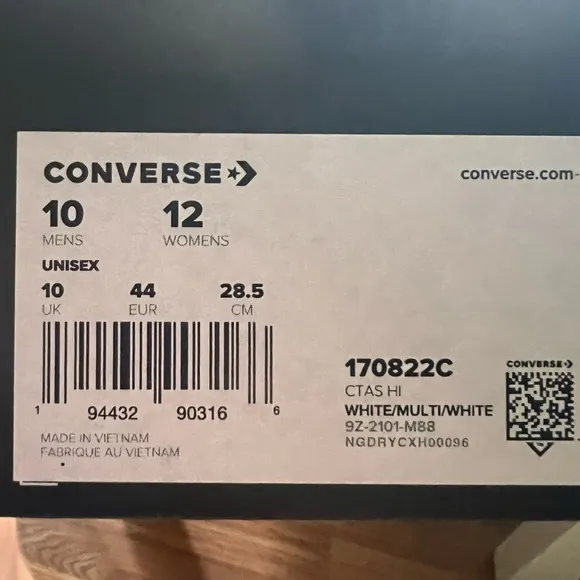 CONVERSE
converse.com-
10 12
MENS WOMENS
UNISEX
10 44 28.5
UK EUR CM
1 94432 90316 6
MADE IN VIETNAM
FABRIQUE AU VIETNAM
170822C
CTAS HI
WHITE/MULTI/WHITE
9Z-2101-M88
NGDRYCXH00096
CONVERSE